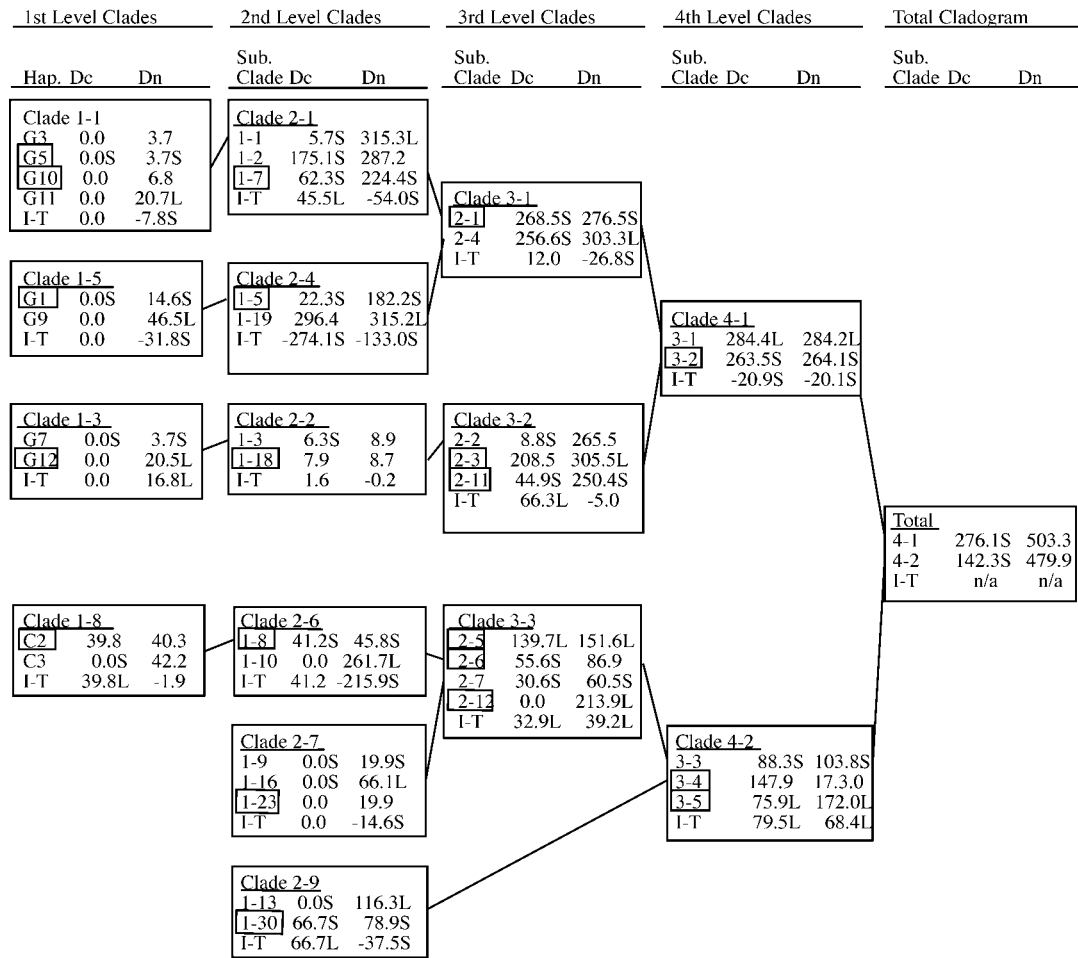 1st Level Clades 2nd Level Clades 3rd Level Clades 4th Level Clades Total Cladogram
Sub. Sub. Sub. Sub.
Hap. Dc Dn Clade Dc Dn Clade Dc Dn Clade Dc Dn Clade Dc Dn
Clade 1-1
G3 0.0 3.7
G5 0.0S 3.7S
G10 0.0 6.8
G11 0.0 20.7L
I-T 0.0 -7.8S
Clade 1-5
G1 0.0S 14.6S
G9 0.0 46.5L
I-T 0.0 -31.8S
Clade 1-3
G7 0.0S 3.7S
G12 0.0 20.5L
I-T 0.0 16.8L
Clade 1-8
C2 39.8 40.3
C3 0.0S 42.2
I-T 39.8L -1.9
Clade 2-1
1-1 5.7S 315.3L
1-2 175.1S 287.2
1-7 62.3S 224.4S
I-T 45.5L -54.0S
Clade 2-4
1-5 22.3S 182.2S
1-19 296.4 315.2L
I-T -274.1S -133.0S
Clade 2-2
1-3 6.3S 8.9
1-18 7.9 8.7
I-T 1.6 -0.2
Clade 2-6
1-8 41.2S 45.8S
1-10 0.0 261.7L
I-T 41.2 -215.9S
Clade 2-7
1-9 0.0S 19.9S
1-16 0.0S 66.1L
1-23 0.0 19.9
I-T 0.0 -14.6S
Clade 2-9
1-13 0.0S 116.3L
1-30 66.7S 78.9S
I-T 66.7L -37.5S
Clade 3-1
2-1 268.5S 276.5S
2-4 256.6S 303.3L
I-T 12.0 -26.8S
Clade 3-2
2-2 8.8S 265.5
2-3 208.5 305.5L
2-11 44.9S 250.4S
I-T 66.3L -5.0
Clade 3-3
2-5 139.7L 151.6L
2-6 55.6S 86.9
2-7 30.6S 60.5S
2-12 0.0 213.9L
I-T 32.9L 39.2L
Clade 4-1
3-1 284.4L 284.2L
3-2 263.5S 264.1S
I-T -20.9S -20.1S
Clade 4-2
3-3 88.3S 103.8S
3-4 147.9 17.3.0
3-5 75.9L 172.0L
I-T 79.5L 68.4L
Total
4-1 276.1S 503.3
4-2 142.3S 479.9
I-T n/a n/a